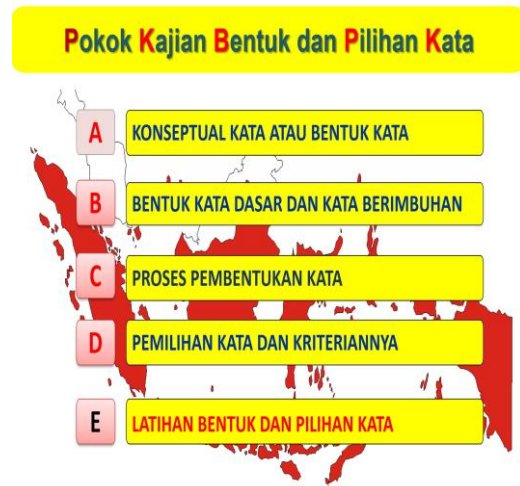 Pokok Kajian Bentuk dan Pilihan Kata
A KONSEPTUAL KATA ATAU BENTUK KATA
B BENTUK KATA DASAR DAN KATA BERIMBUHAN
C PROSES PEMBENTUKAN KATA
D PEMILIHAN KATA DAN KRITERIANNYA
E LATIHAN BENTUK DAN PILIHAN KATA